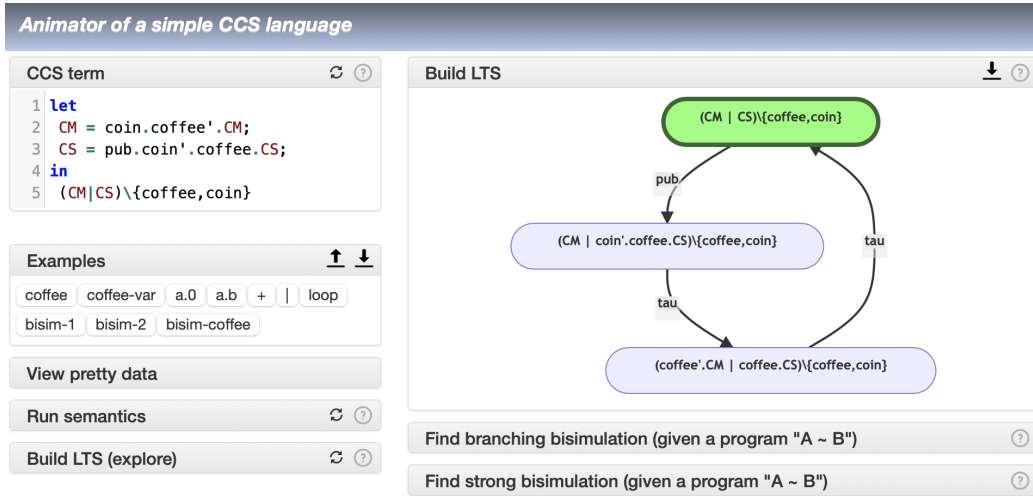 Animator of a simple CCS language
CCS term
1 let
2 CM = coin.coffee'.CM;
3 CS = pub.coin'.coffee.CS;
4 in
5 (CM|CS)\{coffee,coin}
Examples
coffee coffee-var a.0 a.b + | loop
bisim-1 bisim-2 bisim-coffee
View pretty data
Run semantics
Build LTS (explore)
Build LTS
(CM | CS)\{coffee,coin}
pub
(CM | coin'.coffee.CS)\{coffee,coin}
tau
tau
(coffee'.CM | coffee.CS)\{coffee,coin}
Find branching bisimulation (given a program "A ~ B")
Find strong bisimulation (given a program "A ~ B")